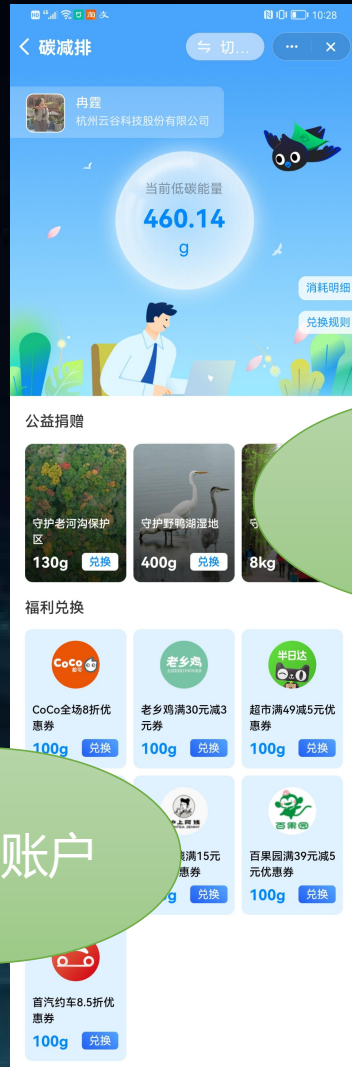 10:28
碳减排
切...
冉霆
杭州云谷科技股份有限公司
当前低碳能量
460.14
g
消耗明细
兑换规则
公益捐赠
守护老河沟保护
区
130g 兑换
守护野鸭湖湿地
400g 兑换
8kg
福利兑换
CoCo
老乡鸡
半日达
CoCo全场8折优
惠券
100g 兑换
老乡鸡满30元减3
元券
100g 兑换
超市满49减5元优
惠券
100g 兑换
账户
满15元
惠券
g 兑换
百果园
百果园满39元减5
元优惠券
100g 兑换
首汽约车8.5折优
惠券
100g 兑换